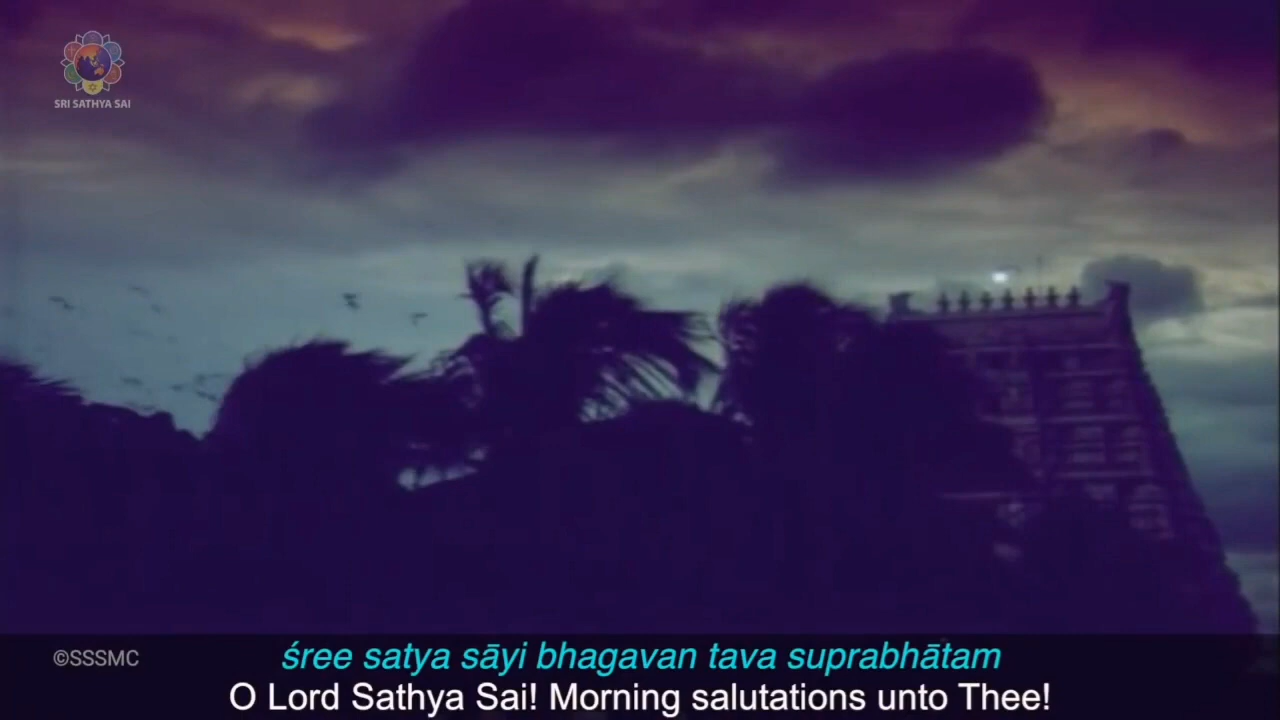 SRI SATHYA SAI
śree satya sāyi bhagavan tava suprabhātam
©SSSMC
O Lord Sathya Sai! Morning salutations unto Thee!